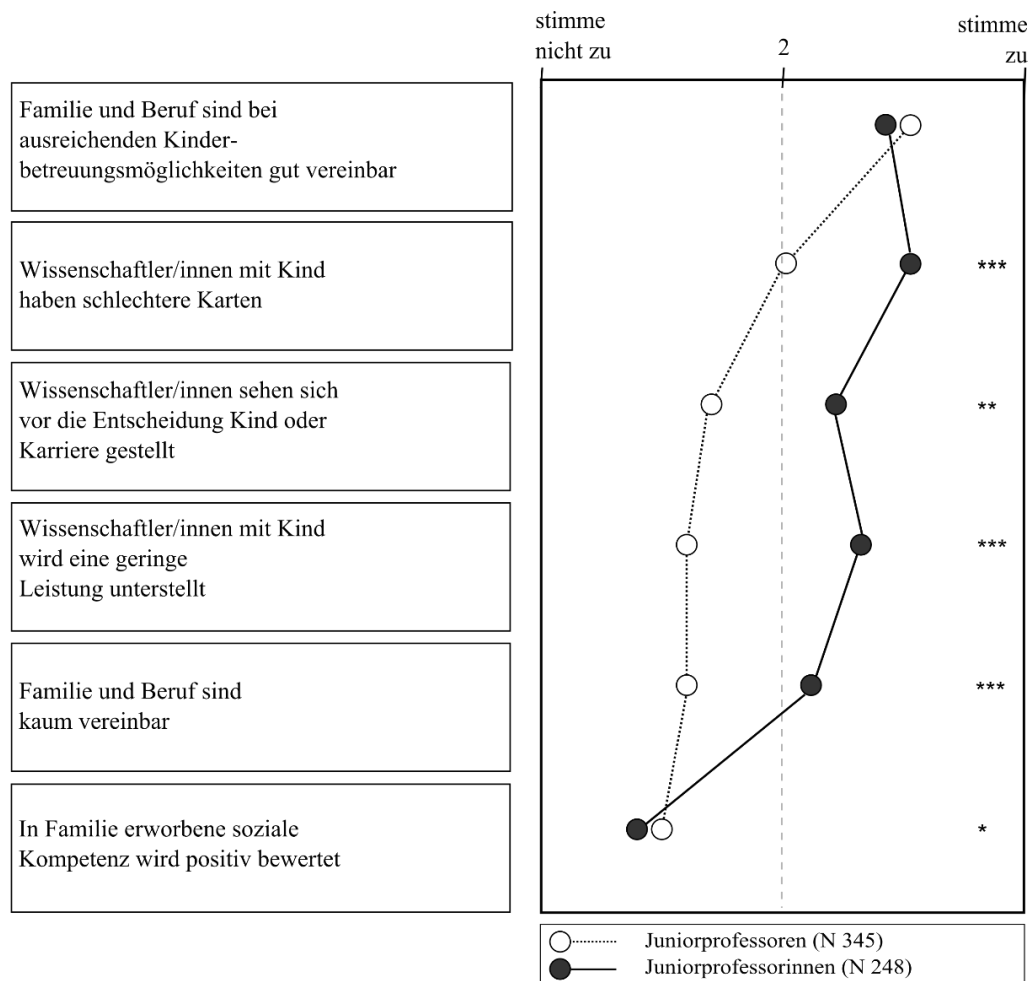 stimme
nicht zu
2
stimme
zu
Familie und Beruf sind bei
ausreichenden Kinder-
betreuungsmöglichkeiten gut vereinbar
Wissenschaftler/innen mit Kind
haben schlechtere Karten
***
Wissenschaftler/innen sehen sich
vor die Entscheidung Kind oder
Karriere gestellt
**
Wissenschaftler/innen mit Kind
wird eine geringe
Leistung unterstellt
***
Familie und Beruf sind
kaum vereinbar
***
In Familie erworbene soziale
Kompetenz wird positiv bewertet
*
Juniorprofessoren (N 345)
Juniorprofessorinnen (N 248)